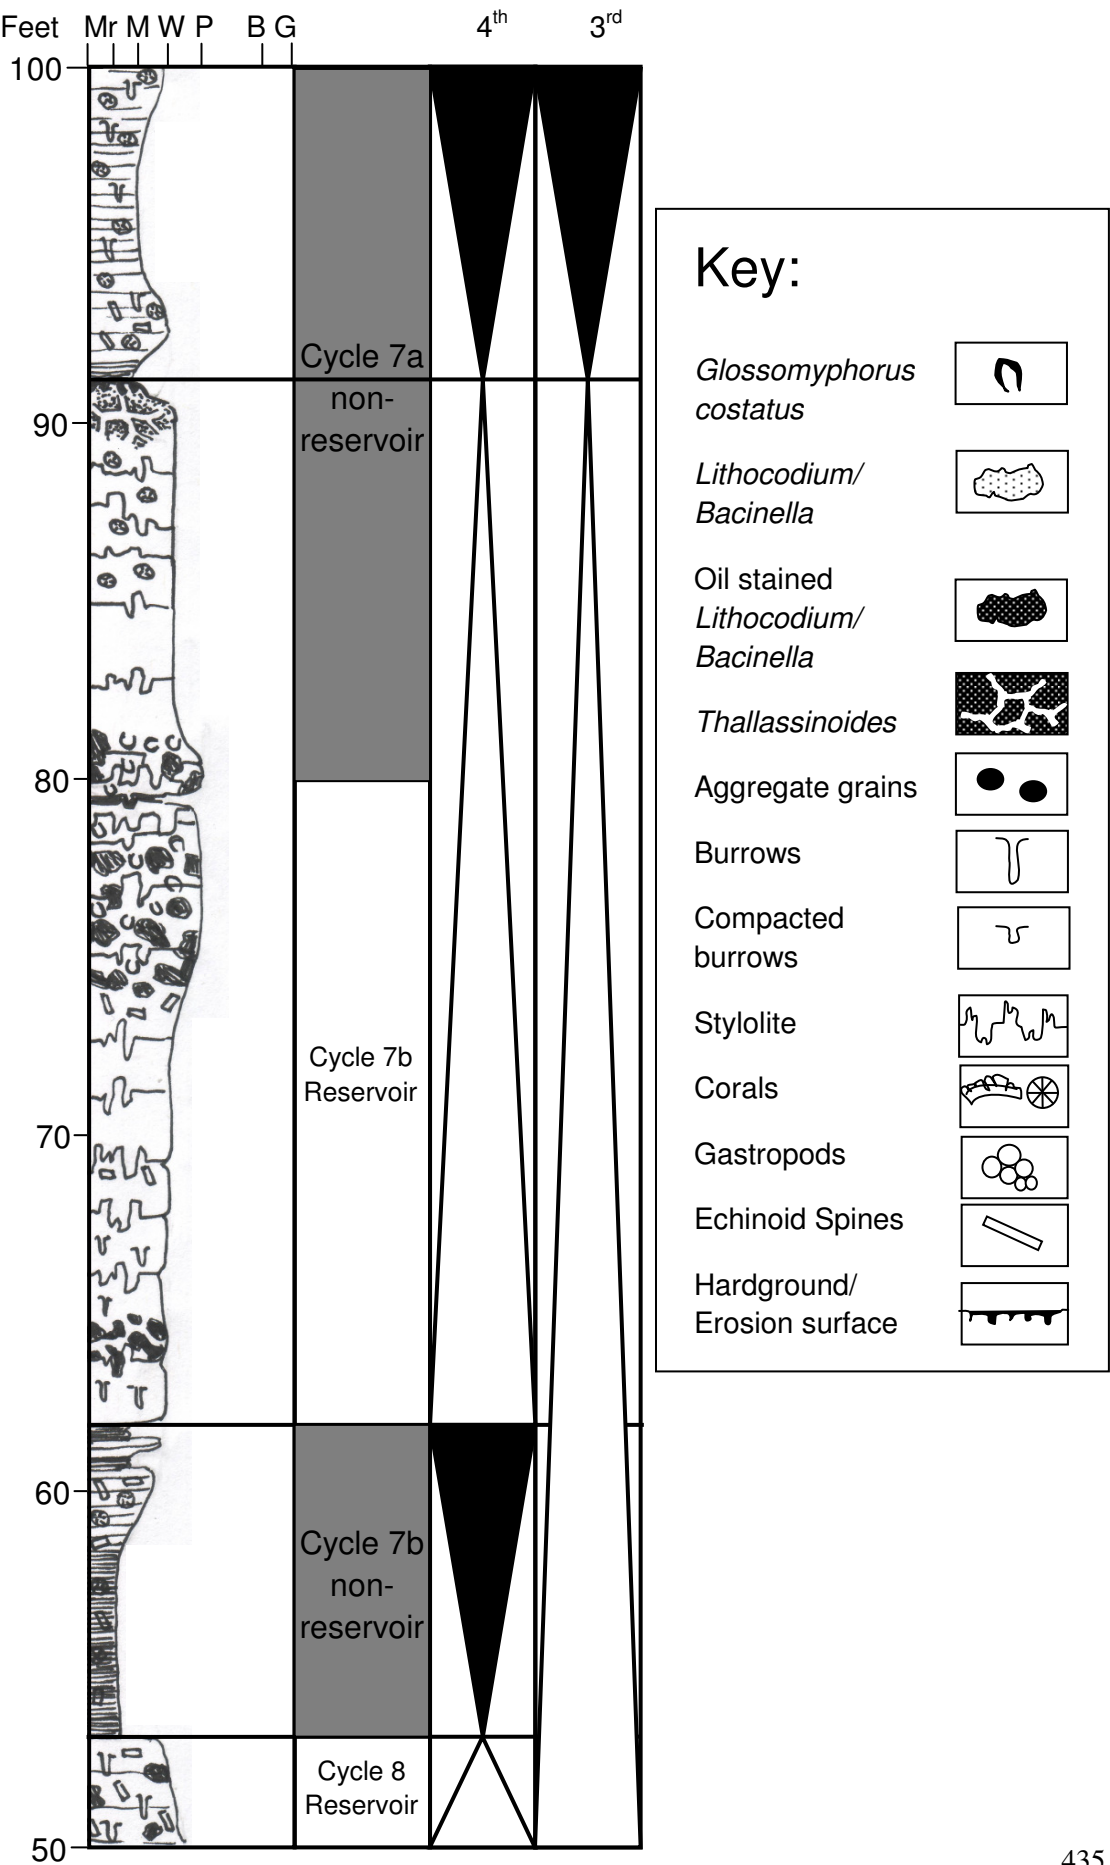 Feet Mr M W P B G 4th 3rd
100
90
80
70
60
50
Cycle 7a
non-
reservoir
Cycle 7b
Reservoir
Cycle 7b
non-
reservoir
Cycle 8
Reservoir
Key:
Glossomyphorus
costatus
Lithocodium/
Bacinella
Oil stained
Lithocodium/
Bacinella
Thallassinoides
Aggregate grains
Burrows
Compacted
burrows
Stylolite
Corals
Gastropods
Echinoid Spines
Hardground/
Erosion surface
435